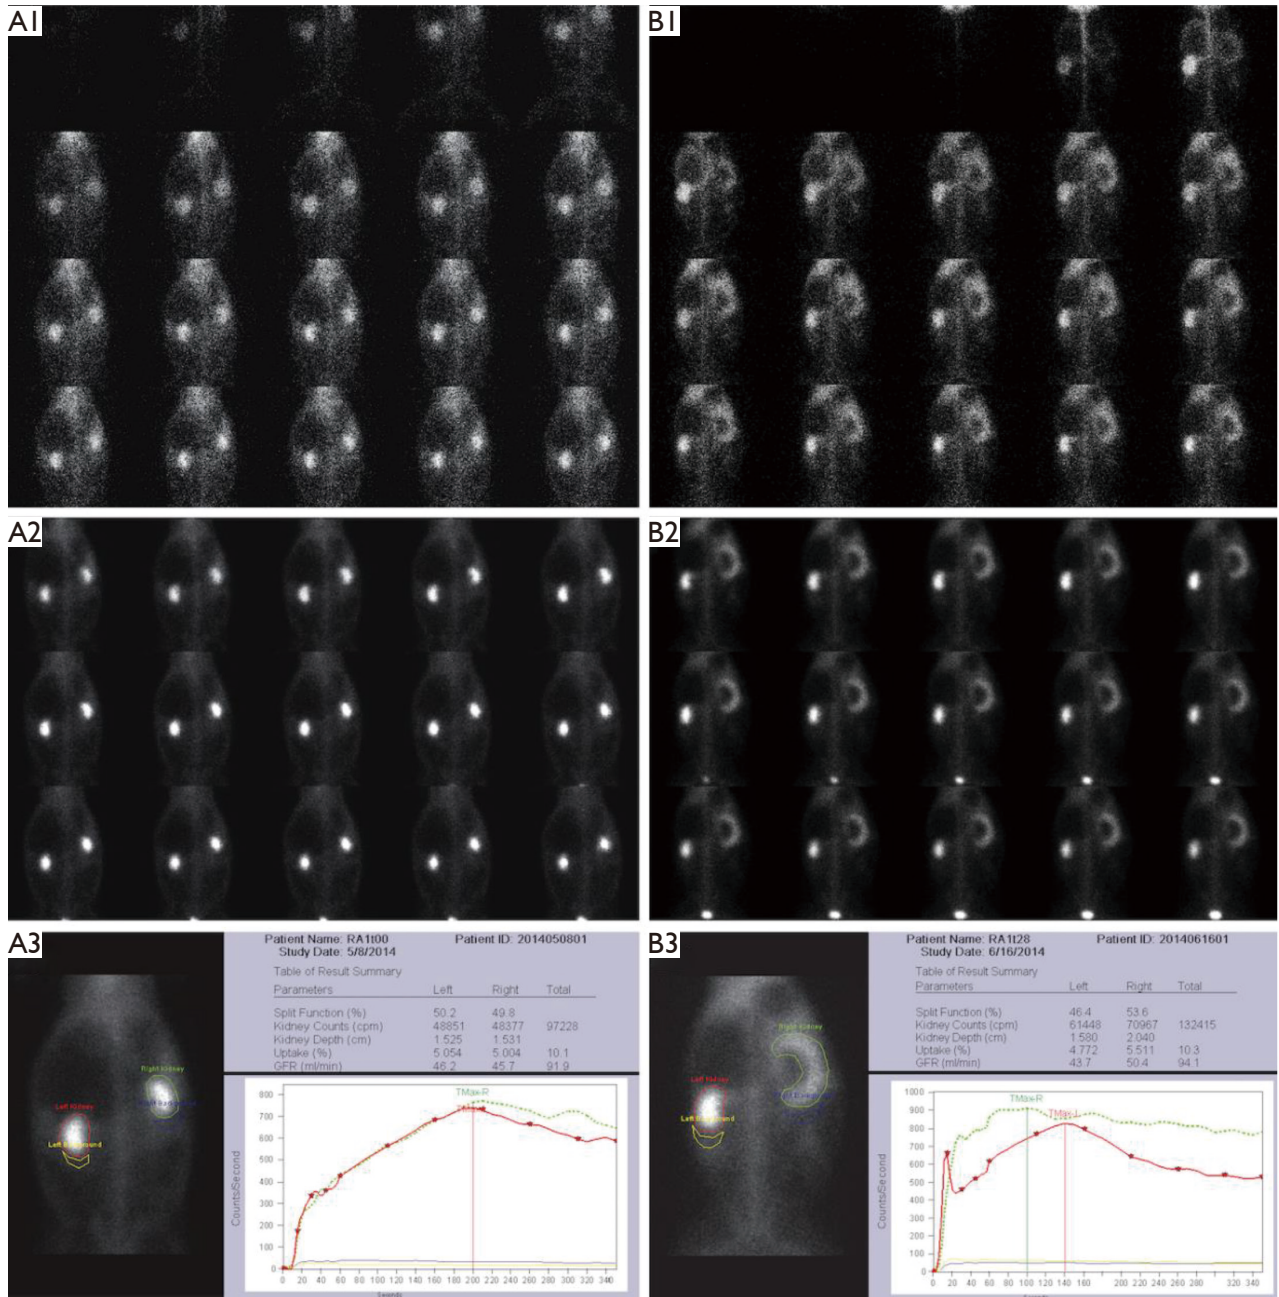 A1
B1
A2
B2
A3
Patient Name: RA1t00 Patient ID: 2014050801
Study Date: 5/8/2014
Table of Result Summary
Parameters Left Right Total
Split Function (%) 50.2 49.8
Kidney Counts (cpm) 48851 48377 97228
Kidney Depth (cm) 1.525 1.531
Uptake (%) 5.054 5.004 10.1
GFR (ml/min) 46.2 45.7 91.9
Right Kidney
Left Kidney
Left Background
TMax-R
Counts/Second
800
700
600
500
400
300
200
100
0
0 20 40 60 80 100 120 140 160 180 200 220 240 260 280 300 320 340
Seconds
B3
Patient Name: RA1t28 Patient ID: 2014061601
Study Date: 6/16/2014
Table of Result Summary
Parameters Left Right Total
Split Function (%) 46.4 53.6
Kidney Counts (cpm) 61448 70967 132415
Kidney Depth (cm) 1.580 2.040
Uptake (%) 4.772 5.511 10.3
GFR (ml/min) 43.7 50.4 94.1
Right Kidney
Left Kidney
Left Background
TMax-R
TMax-L
Counts/Second
1000
900
800
700
600
500
400
300
200
100
0
0 20 40 60 80 100 120 140 160 180 200 220 240 260 280 320 340